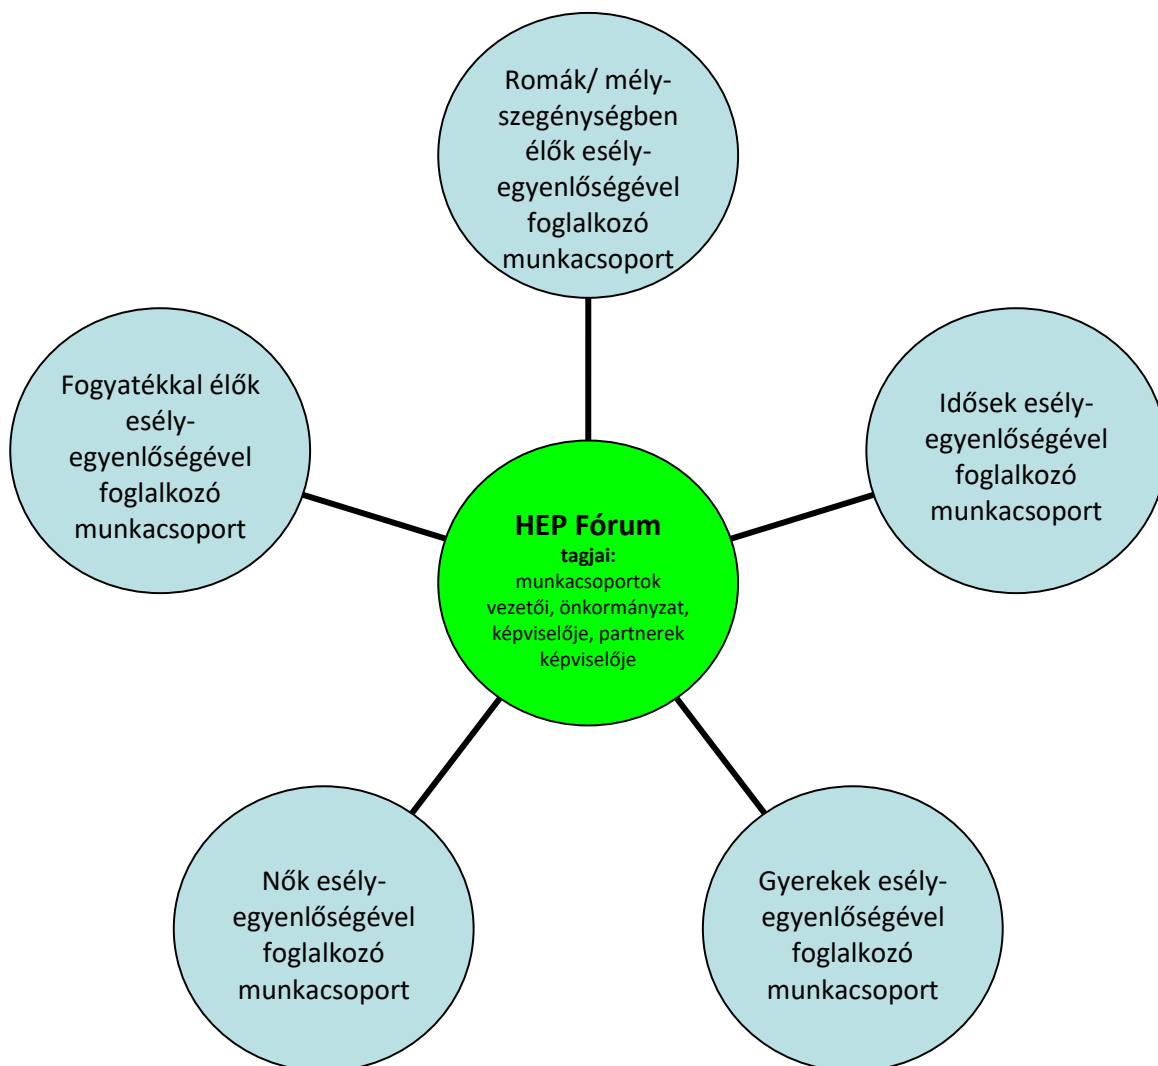 Romák/ mély-
szegénységben
élők esély-
egyenlőségével
foglalkozó
munkacsoport
Fogyatékkal élők
esély-
egyenlőségével
foglalkozó
munkacsoport
Idősek esély-
egyenlőségével
foglalkozó
munkacsoport
HEP Fórum
tagjai:
munkacsoportok
vezetői, önkormányzat,
képviselője, partnerek
képviselője
Nők esély-
egyenlőségével
foglalkozó
munkacsoport
Gyerekek esély-
egyenlőségével
foglalkozó
munkacsoport